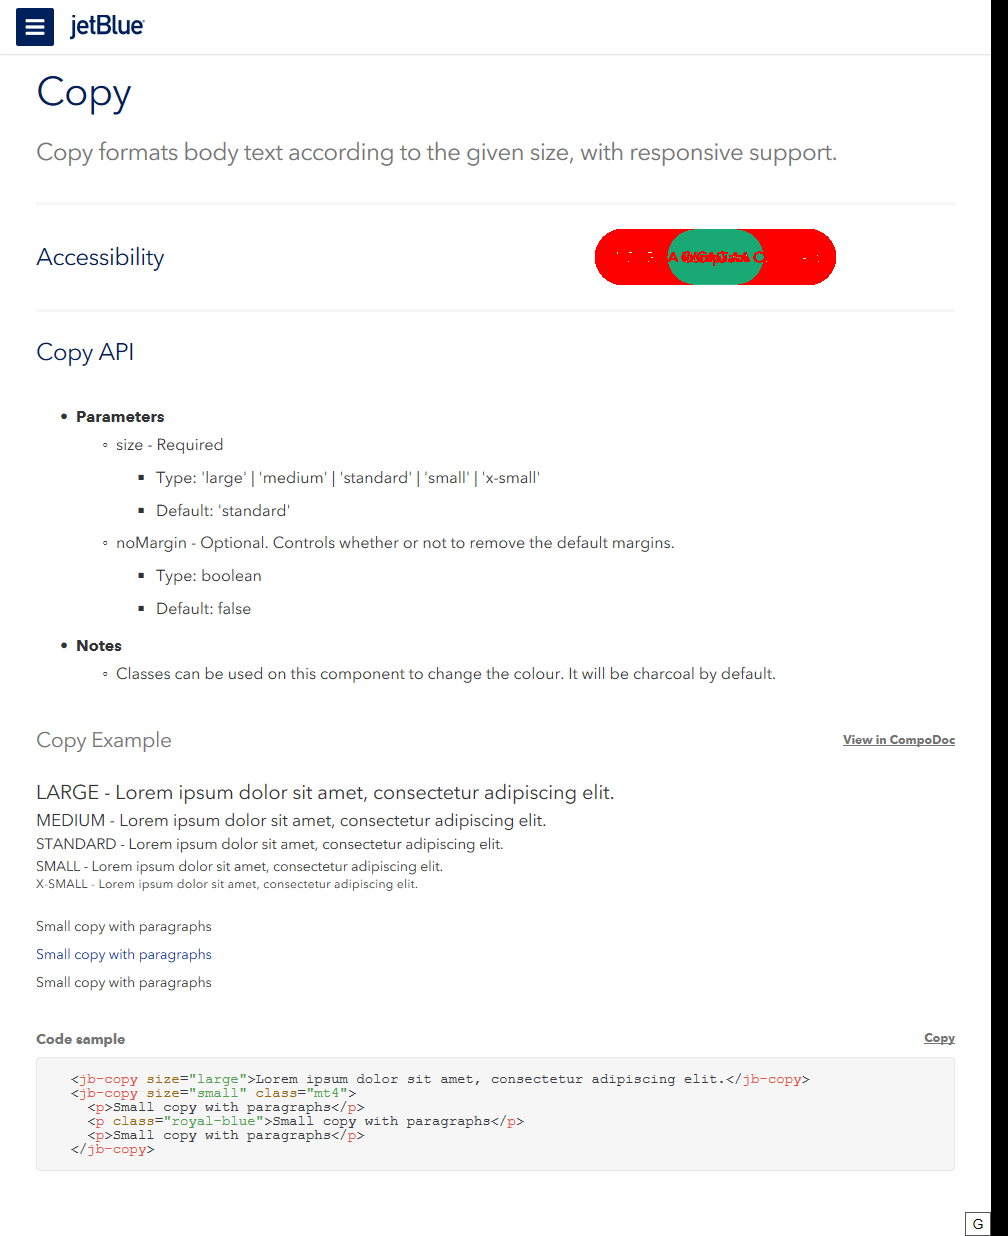 jetBlue
Copy
Copy formats body text according to the given size, with responsive support.
Accessibility
Copy API
• Parameters
◦ size - Required
▪ Type: 'large' | 'medium' | 'standard' | 'small' | 'x-small'
▪ Default: 'standard'
◦ noMargin - Optional. Controls whether or not to remove the default margins.
▪ Type: boolean
▪ Default: false
• Notes
◦ Classes can be used on this component to change the colour. It will be charcoal by default.
Copy Example
View in CompoDoc
LARGE - Lorem ipsum dolor sit amet, consectetur adipiscing elit.
MEDIUM - Lorem ipsum dolor sit amet, consectetur adipiscing elit.
STANDARD - Lorem ipsum dolor sit amet, consectetur adipiscing elit.
SMALL - Lorem ipsum dolor sit amet, consectetur adipiscing elit.
X-SMALL - Lorem ipsum dolor sit amet, consectetur adipiscing elit.
Small copy with paragraphs
Small copy with paragraphs
Small copy with paragraphs
Code sample
Copy
<jb-copy size="large">Lorem ipsum dolor sit amet, consectetur adipiscing elit.</jb-copy>
<jb-copy size="small" class="mt4">
<p>Small copy with paragraphs</p>
<p class="royal-blue">Small copy with paragraphs</p>
<p>Small copy with paragraphs</p>
</jb-copy>
G